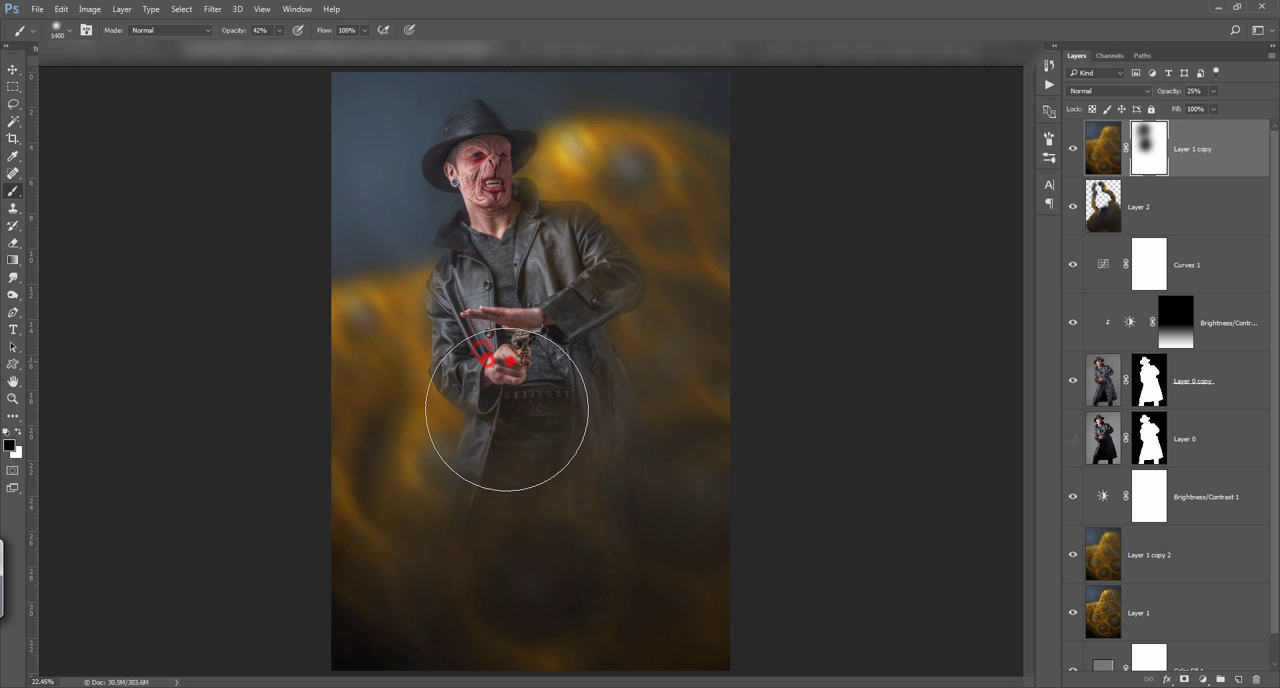 Ps File Edit Image Layer Type Select Filter 3D View Window Help
1400 Mode: Normal Opacity: 42% Flow: 100%
Layers Channels Paths
Kind
Normal Opacity: 25%
Lock: Fill: 100%
Layer 1 copy
Layer 2
Curves 1
Brightness/Contr...
Layer 0 copy
Layer 0
Brightness/Contrast 1
Layer 1 copy 2
Layer 1
22.45% Doc: 30.5M/303.6M